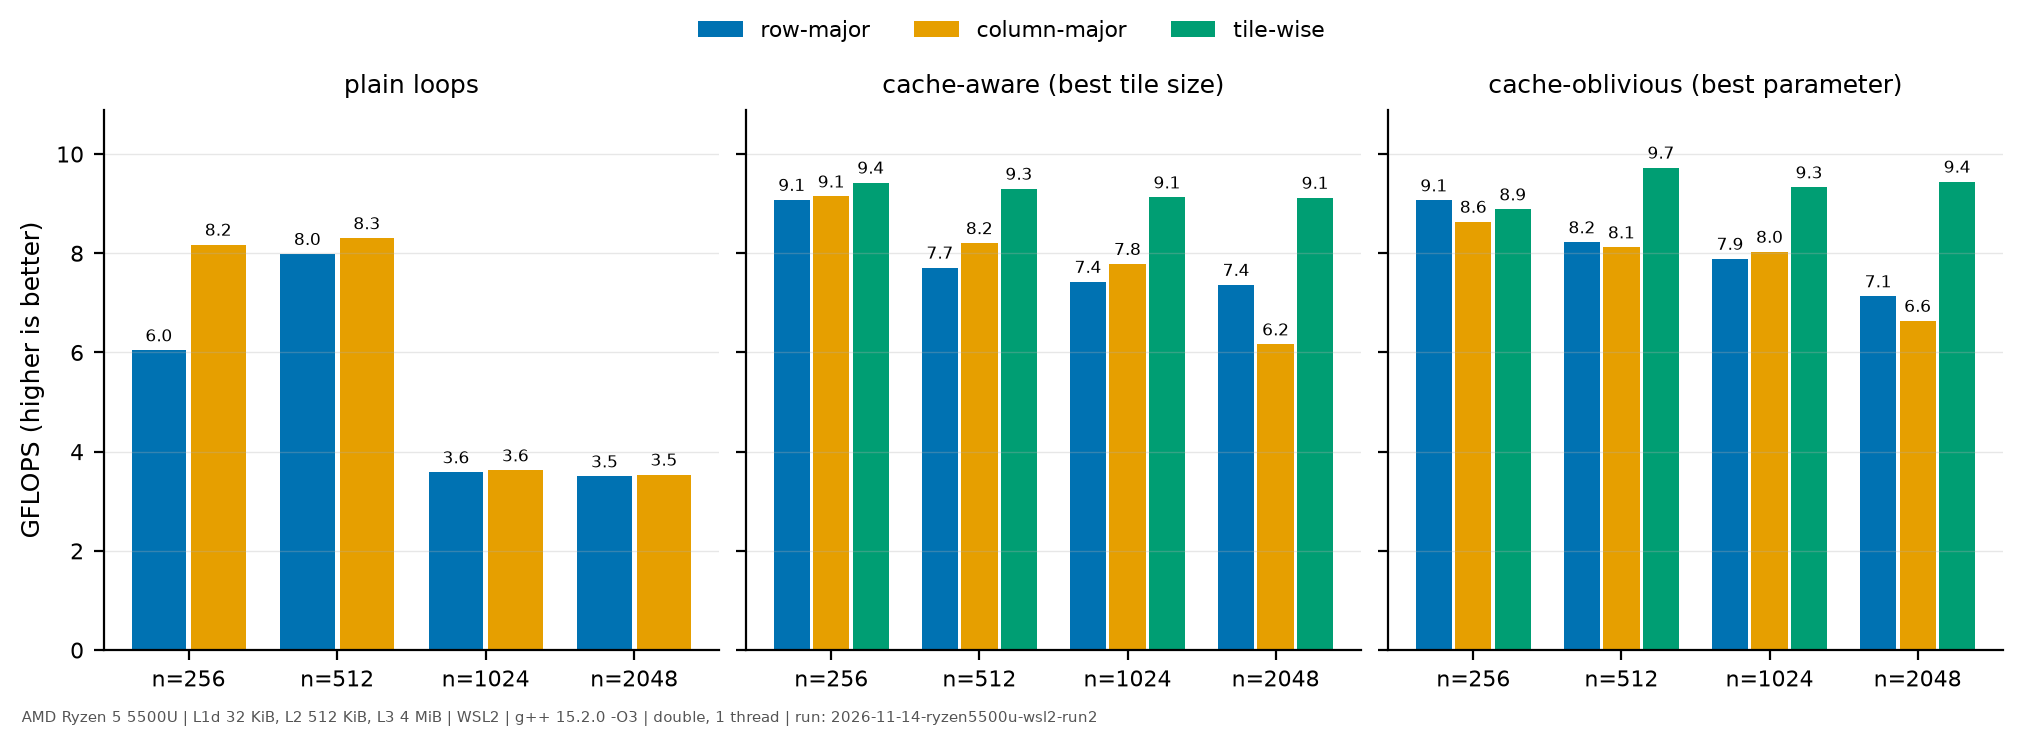 row-major column-major tile-wise
plain loops
cache-aware (best tile size)
cache-oblivious (best parameter)
GFLOPS (higher is better)
10
8
6
4
2
0
6.0 8.2 8.0 8.3 3.6 3.6 3.5 3.5
9.1 9.1 9.4 7.7 8.2 9.3 7.4 7.8 9.1 7.4 6.2 9.1
9.1 8.6 8.9 8.2 8.1 9.7 7.9 8.0 9.3 7.1 6.6 9.4
n=256 n=512 n=1024 n=2048
n=256 n=512 n=1024 n=2048
n=256 n=512 n=1024 n=2048
AMD Ryzen 5 5500U | L1d 32 KiB, L2 512 KiB, L3 4 MiB | WSL2 | g++ 15.2.0 -O3 | double, 1 thread | run: 2026-11-14-ryzen5500u-wsl2-run2